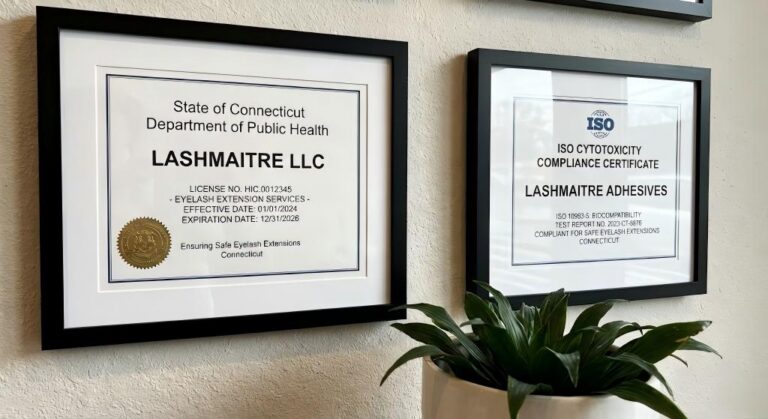 State of Connecticut
Department of Public Health
LASHMAITRE LLC
LICENSE NO. HIC.0012345
- EYELASH EXTENSION SERVICES -
EFFECTIVE DATE: 01/01/2024
EXPIRATION DATE: 12/31/2026
Ensuring Safe Eyelash Extensions
Connecticut
ISO
ISO CYTOTOXICITY
COMPLIANCE CERTIFICATE
LASHMAITRE ADHESIVES
ISO 10993-5 BIOCOMPATIBILITY
TEST REPORT NO. 2023-CT-
COMPLIANT FOR SAFE EYELASH EXTENSIONS
CONNECTICUT